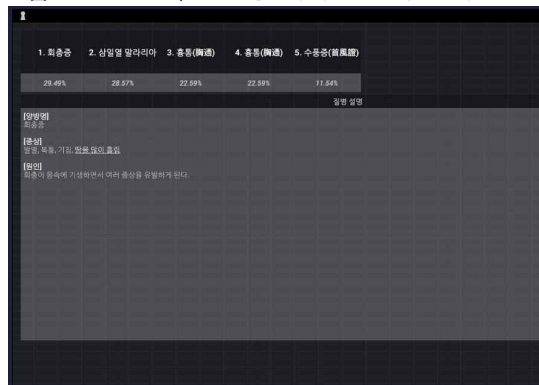 1. 회충증 2. 삼일열 말라리아 3. 흉통(胸通) 4. 흉통(胸通) 5. 수풍증(首風證)
29.49% 28.57% 22.59% 22.59% 11.54%
질병 설명
[양방명]
회충증
[증상]
발열, 복통, 기침, 땀을 많이 흘림
[원인]
회충이 몸속에 기생하면서 여러 증상을 유발하게 된다.